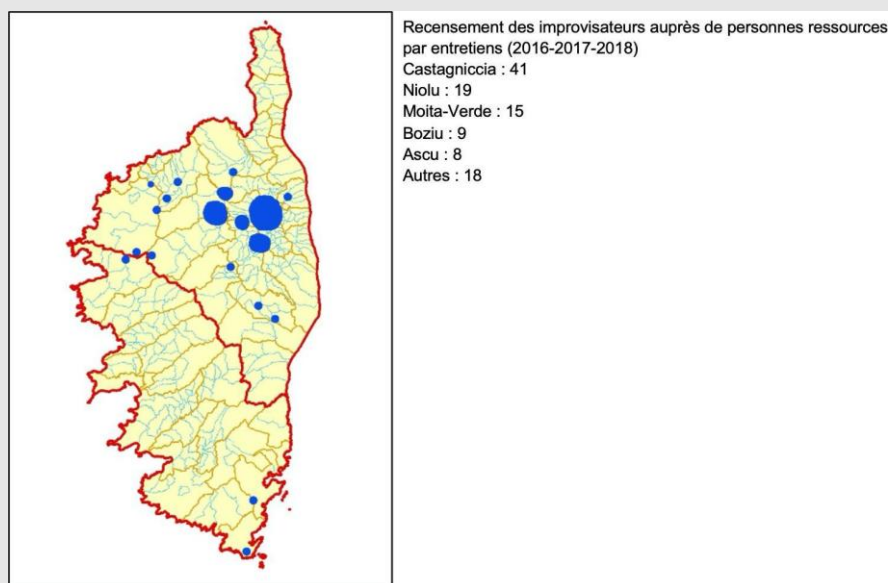 Recensement des improvisateurs auprès de personnes ressources
par entretiens (2016-2017-2018)
Castagniccia : 41
Niolu : 19
Moita-Verde : 15
Boziu : 9
Ascu : 8
Autres : 18